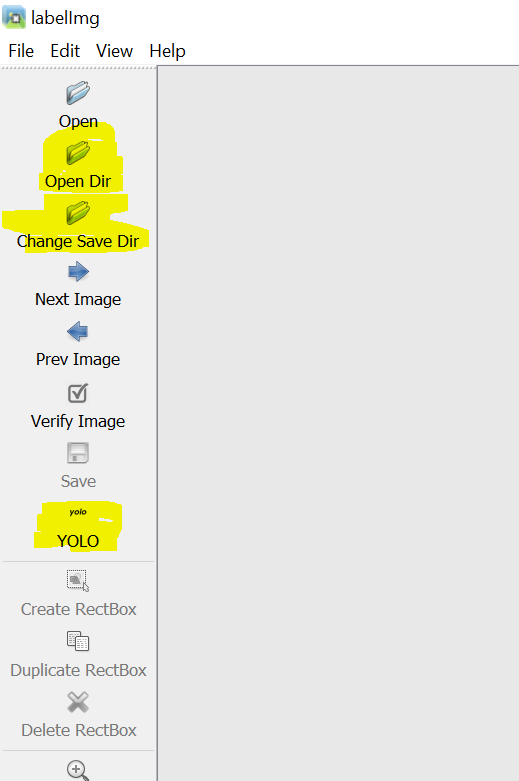 labelImg
File Edit View Help
Open
Open Dir
Change Save Dir
Next Image
Prev Image
Verify Image
Save
yolo
YOLO
Create RectBox
Duplicate RectBox
Delete RectBox